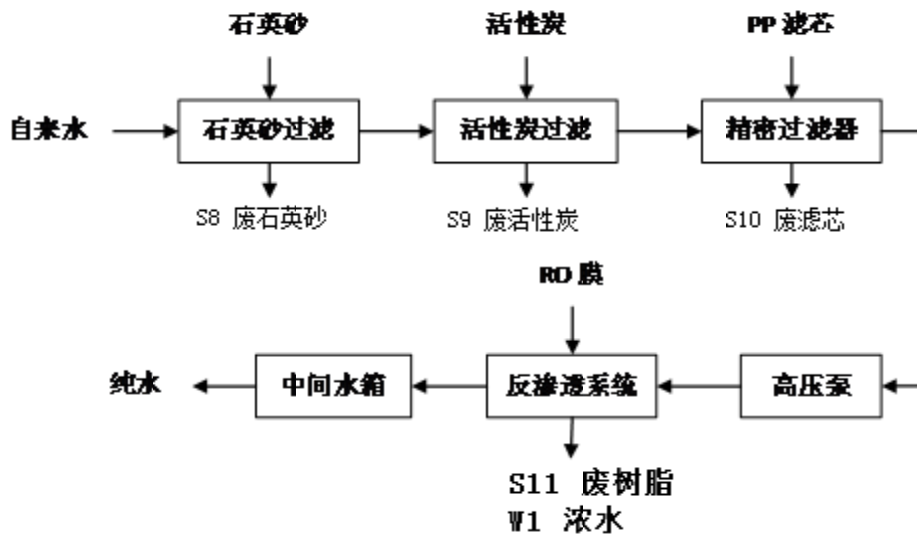 石英砂 活性炭 PP 滤芯
自来水 石英砂过滤 活性炭过滤 精密过滤器
S8 废石英砂 S9 废活性炭 S10 废滤芯
RO 膜
纯水 中间水箱 反渗透系统 高压泵
S11 废树脂
W1 浓水